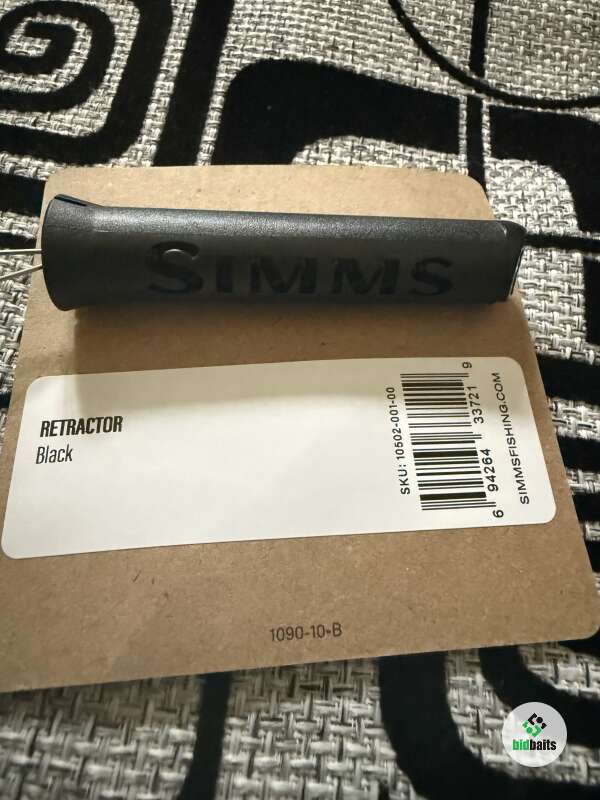 SIMMS
RETRACTOR
Black
SKU: 10502-001-00
6 94264 33721 9
SIMMSFISHING.COM
1090-10-B
bidbaits